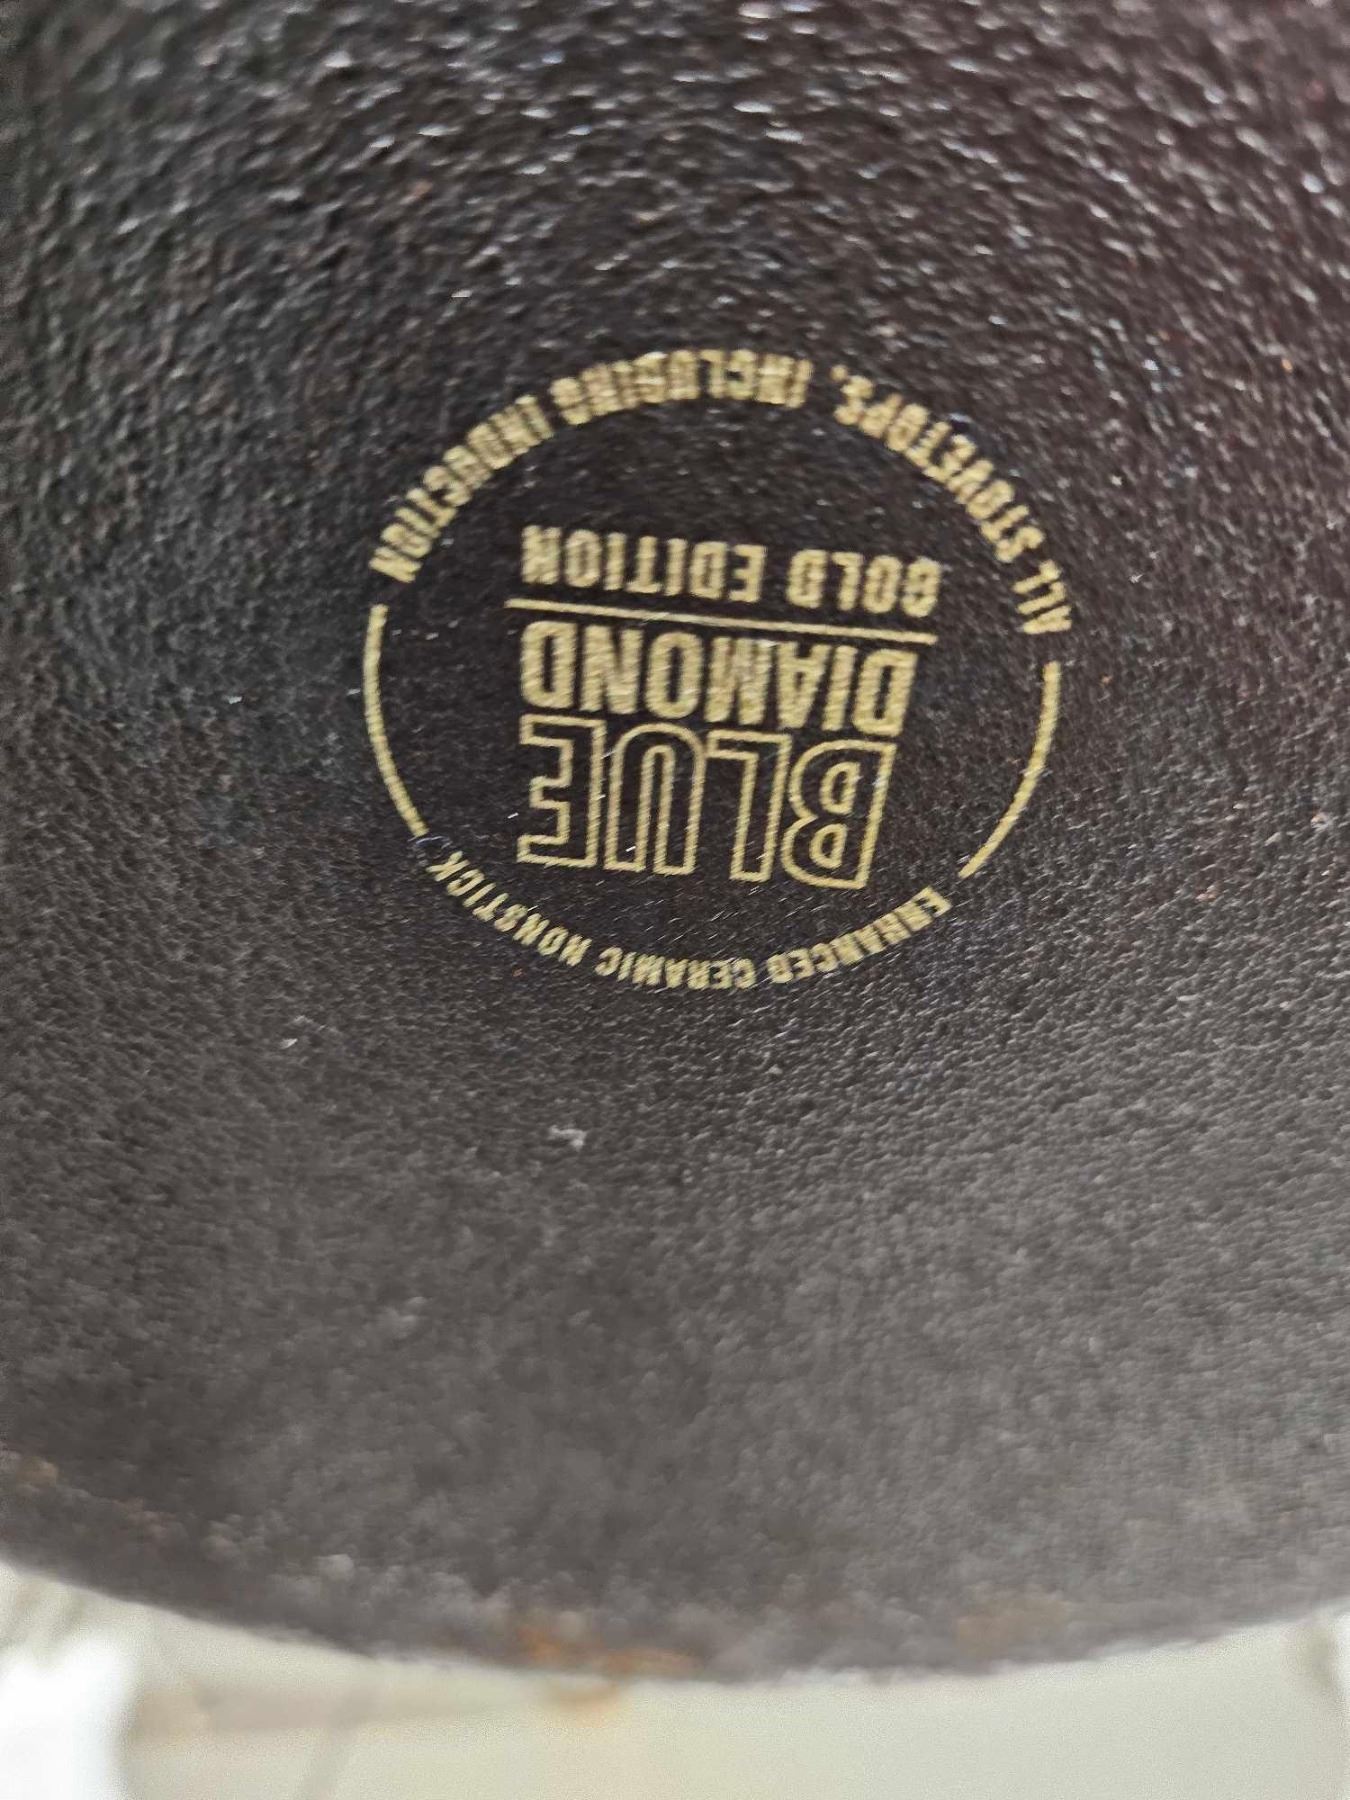 ENHANCED CERAMIC NONSTICK
BLUE
DIAMOND
GOLD EDITION
ALL STOVETOPS, INCLUDING INDUCTION